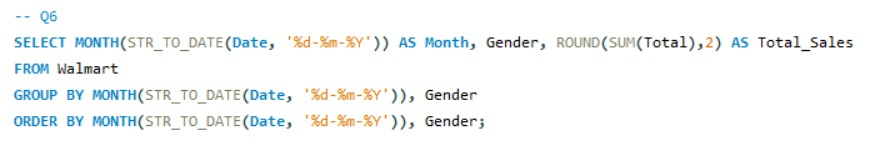 -- Q6
SELECT MONTH(STR_TO_DATE(Date, '%d-%m-%Y')) AS Month, Gender, ROUND(SUM(Total),2) AS Total_Sales
FROM Walmart
GROUP BY MONTH(STR_TO_DATE(Date, '%d-%m-%Y')), Gender
ORDER BY MONTH(STR_TO_DATE(Date, '%d-%m-%Y')), Gender;